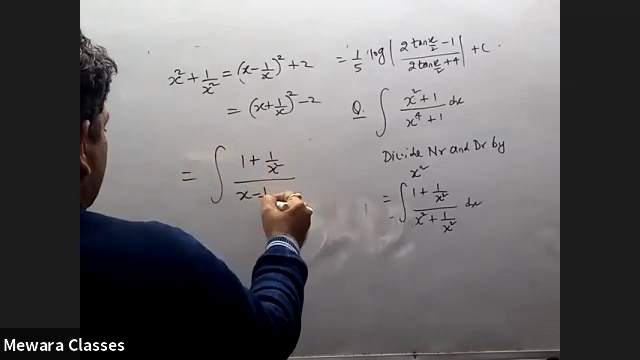 x² + 1/x² = (x - 1/x)² + 2
= (x + 1/x)² - 2
= ∫ (1 + 1/x²) / (x - 1
= 1/5 log | (2 tan x/2 - 1) / (2 tan x/2 + 4) | + C.
Q. ∫ (x² + 1) / (x⁴ + 1) dx
Divide Nr and Dr by
x²
= ∫ (1 + 1/x²) / (x² + 1/x²) dx
Mewara Classes